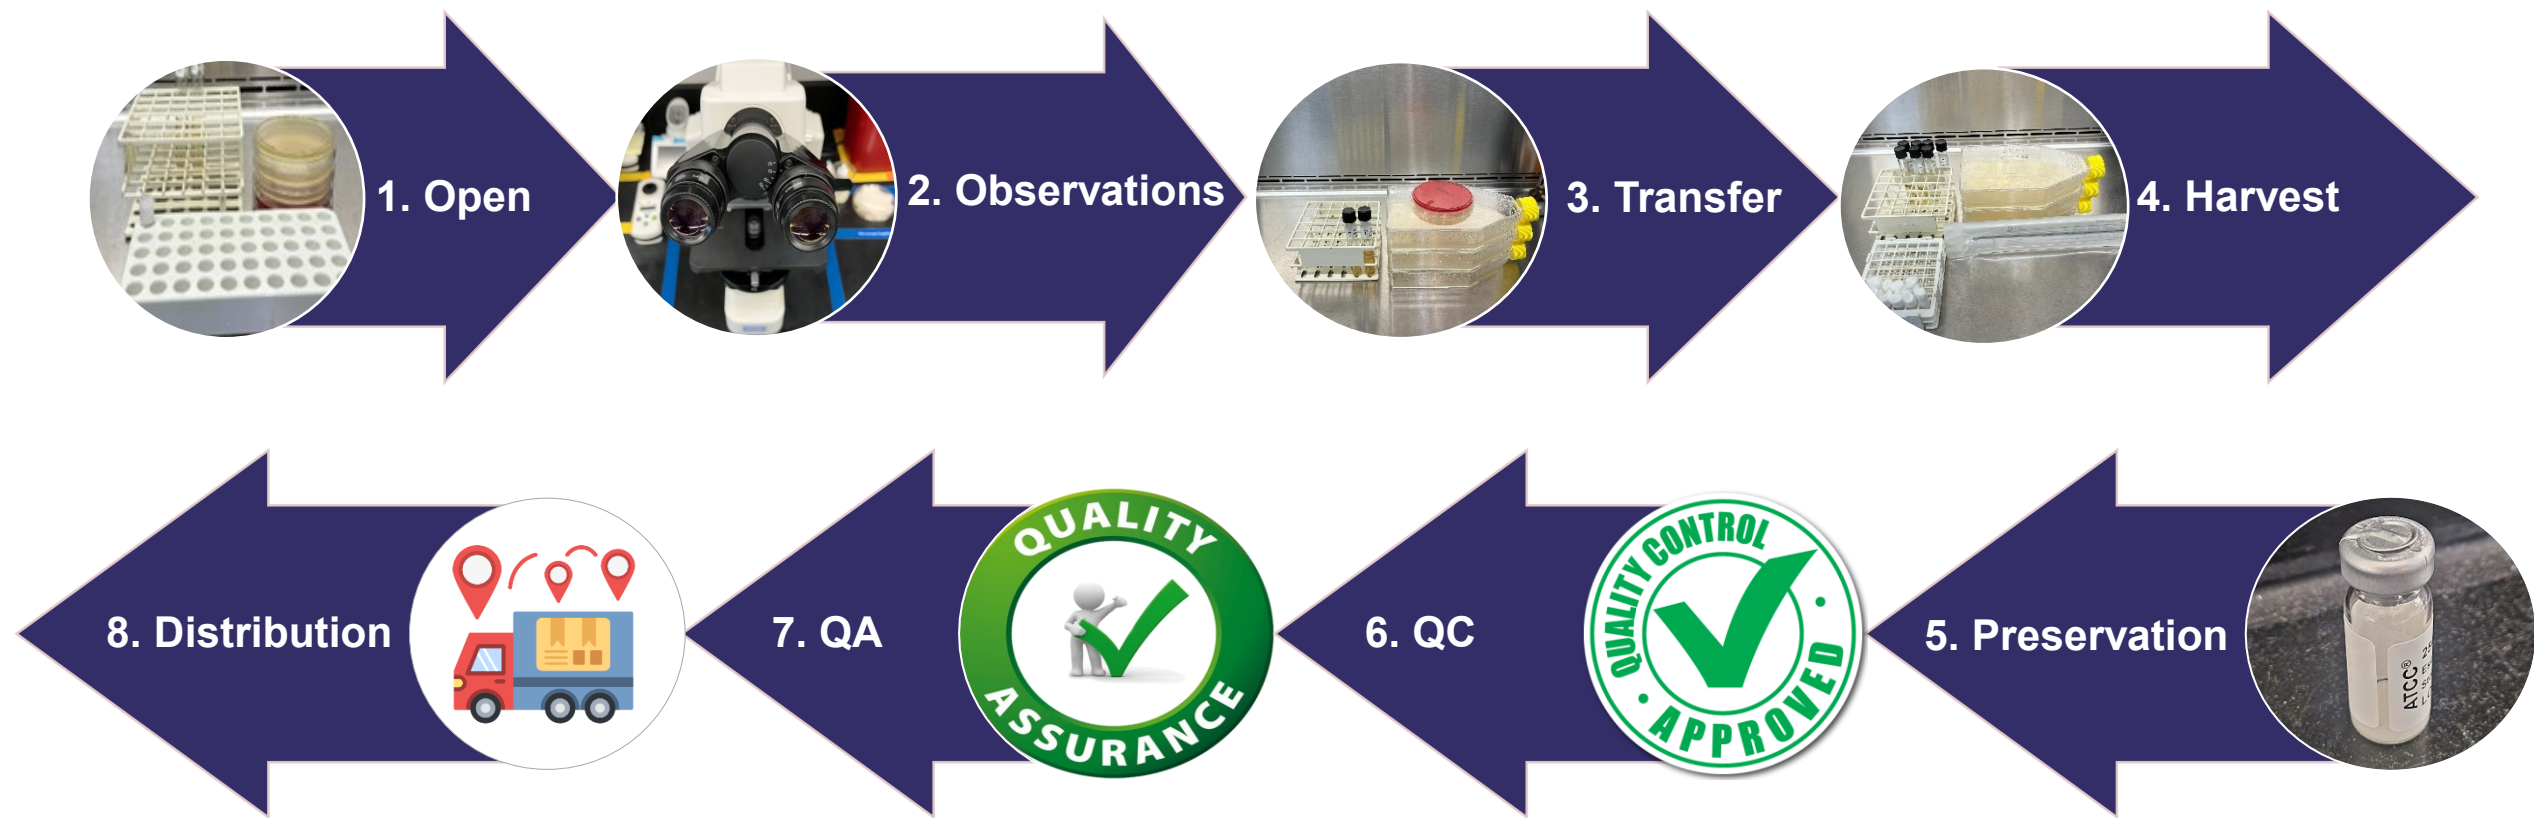 1. Open
2. Observations
3. Transfer
4. Harvest
5. Preservation
ATCC®
6. QC
QUALITY CONTROL
APPROVED
7. QA
QUALITY
ASSURANCE
8. Distribution